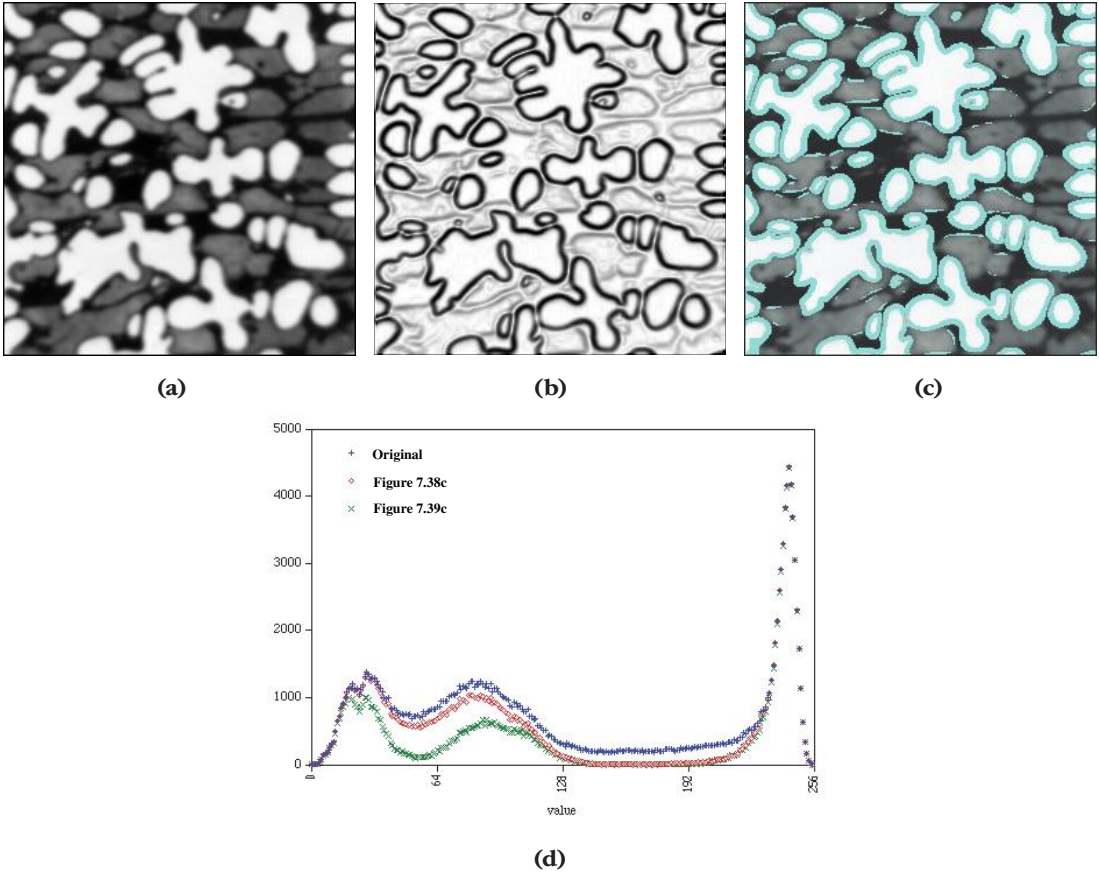 (a) (b) (c)
5000
Original
Figure 7.38c
4000
Figure 7.39c
3000
2000
1000
0
0 64 128 192 256
value
(d)